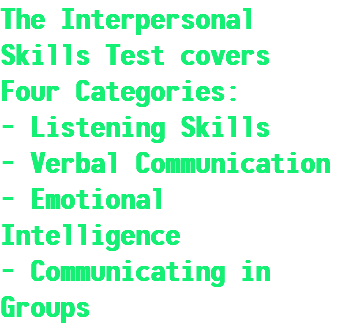 The Interpersonal
Skills Test covers
Four Categories:
- Listening Skills
- Verbal Communication
- Emotional
Intelligence
- Communicating in
Groups